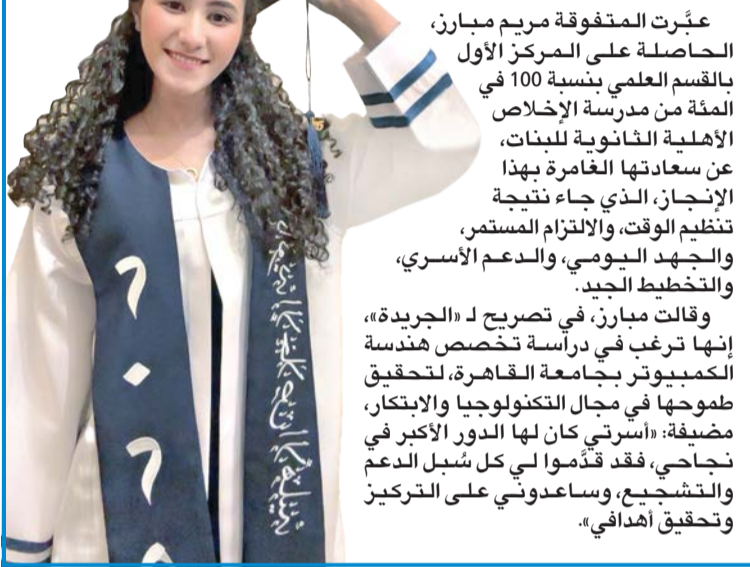 عبَّرت المتفوقة مريم مبارز،
الحاصلة على المركز الأول
بالقسم العلمي بنسبة 100 في
المئة من مدرسة الإخلاص
الأهلية الثانوية للبنات،
عن سعادتها الغامرة بهذا
الإنجاز، الذي جاء نتيجة
تنظيم الوقت، والالتزام المستمر،
والجهد اليومي، والدعم الأسري،
والتخطيط الجيد.
وقالت مبارز، في تصريح لـ «الجريدة»،
إنها ترغب في دراسة تخصص هندسة
الكمبيوتر بجامعة القاهرة، لتحقيق
طموحها في مجال التكنولوجيا والابتكار،
مضيفة: «أسرتي كان لها الدور الأكبر في
نجاحي، فقد قدَّموا لي كل سُبل الدعم
والتشجيع، وساعدوني على التركيز
وتحقيق أهدافي».